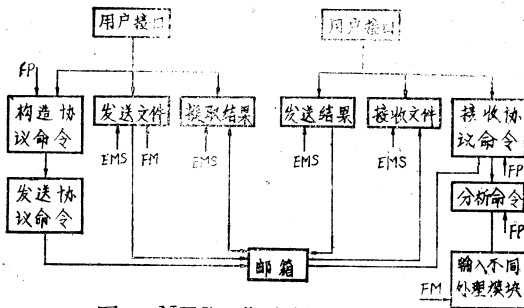 用户接口
用户接口
FP
构造协
议命令
发送文件
提取结果
发送结果
接收文件
接收协
议命令
EMS
FM
EMS
EMS
EMS
FP
发送协
议命令
分析命令
FP
邮箱
输入不同
处理模块
FM